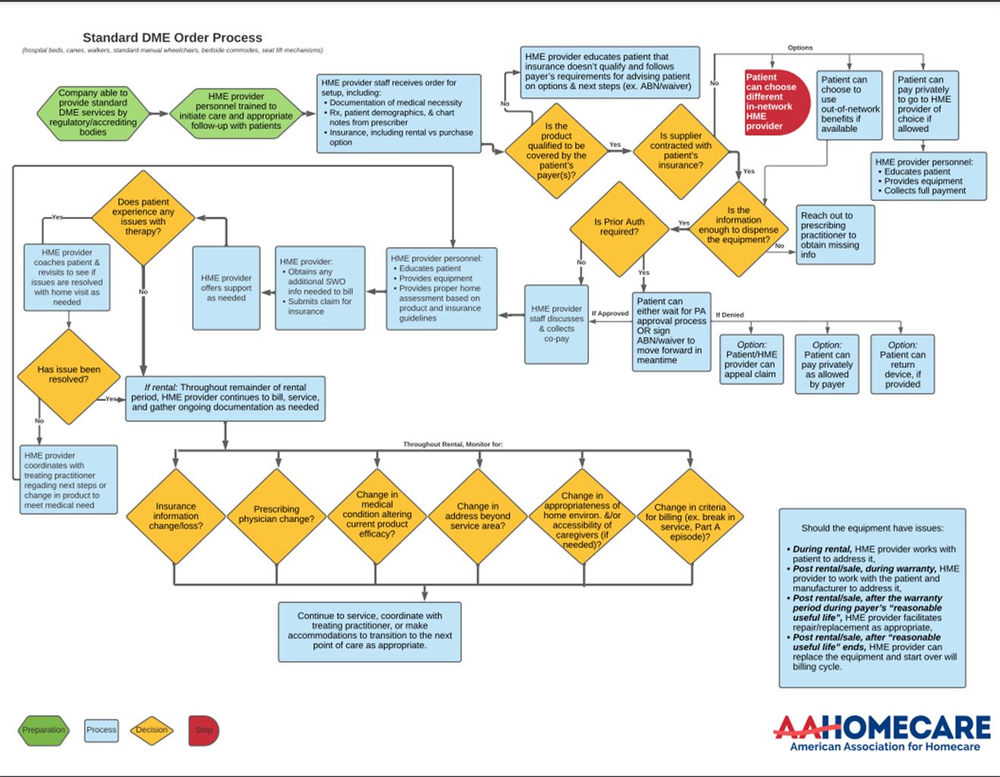 Standard DME Order Process
(hospital beds, canes, walkers, standard manual wheelchairs, bedside commodes, seat lift mechanisms)
Company able to
provide standard
DME services by
regulatory/accrediting
bodies
HME provider
personnel trained to
initiate care and appropriate
follow-up with patients
HME provider staff receives order for
setup, including:
• Documentation of medical necessity
• Rx, patient demographics, & chart
notes from prescriber
• Insurance, including rental vs purchase
option
HME provider educates patient that
insurance doesn't qualify and follows
payer's requirements for advising patient
on options & next steps (ex. ABN/waiver)
No
Is the
product
qualified to be
covered by the
patient's
payer(s)?
Yes
Is supplier
contracted with
patient's
insurance?
No
Yes
Options
Patient
can choose
different
in-network
HME
provider
Patient can
choose to
use
out-of-network
benefits if
available
Patient can
pay privately
to go to HME
provider of
choice if
allowed
HME provider personnel:
• Educates patient
• Provides equipment
• Collects full payment
Is the
information
enough to dispense
the equipment?
No
Reach out to
prescribing
practitioner to
obtain missing
info
Yes
Is Prior Auth
required?
No
Yes
Patient can
either wait for PA
approval process
OR sign
ABN/waiver to
move forward in
meantime
If Approved
If Denied
Option:
Patient/HME
provider can
appeal claim
Option:
Patient can
pay privately
as allowed
by payer
Option:
Patient can
return
device, if
provided
HME provider
staff discusses
& collects
co-pay
HME provider personnel:
• Educates patient
• Provides equipment
• Provides proper home
assessment based on
product and insurance
guidelines
HME provider:
• Obtains any
additional SWO
info needed to bill
• Submits claim for
insurance
HME provider
offers support
as needed
Does patient
experience any
issues with
therapy?
Yes
No
HME provider
coaches patient &
revisits to see if
issues are resolved
with home visit as
needed
Has issue been
resolved?
Yes
No
HME provider
coordinates with
treating practitioner
regading next steps or
change in product to
meet medical need
If rental: Throughout remainder of rental
period, HME provider continues to bill, service,
and gather ongoing documentation as needed
Throughout Rental, Monitor for:
Insurance
information
change/loss?
Prescribing
physician change?
Change in
medical
condition altering
current product
efficacy?
Change in
address beyond
service area?
Change in
appropriateness of
home environ. &/or
accessibility of
caregivers (if
needed)?
Change in criteria
for billing (ex. break in
service, Part A
episode)?
Continue to service, coordinate with
treating practitioner, or make
accommodations to transition to the next
point of care as appropriate.
Should the equipment have issues:
• During rental, HME provider works with
patient to address it,
• Post rental/sale, during warranty, HME
provider to work with the patient and
manufacturer to address it,
• Post rental/sale, after the warranty
period during payer's "reasonable
useful life", HME provider facilitates
repair/replacement as appropriate,
• Post rental/sale, after "reasonable
useful life" ends, HME provider can
replace the equipment and start over will
billing cycle.
Preparation
Process
Decision
Stop
AAHOMECARE
American Association for Homecare